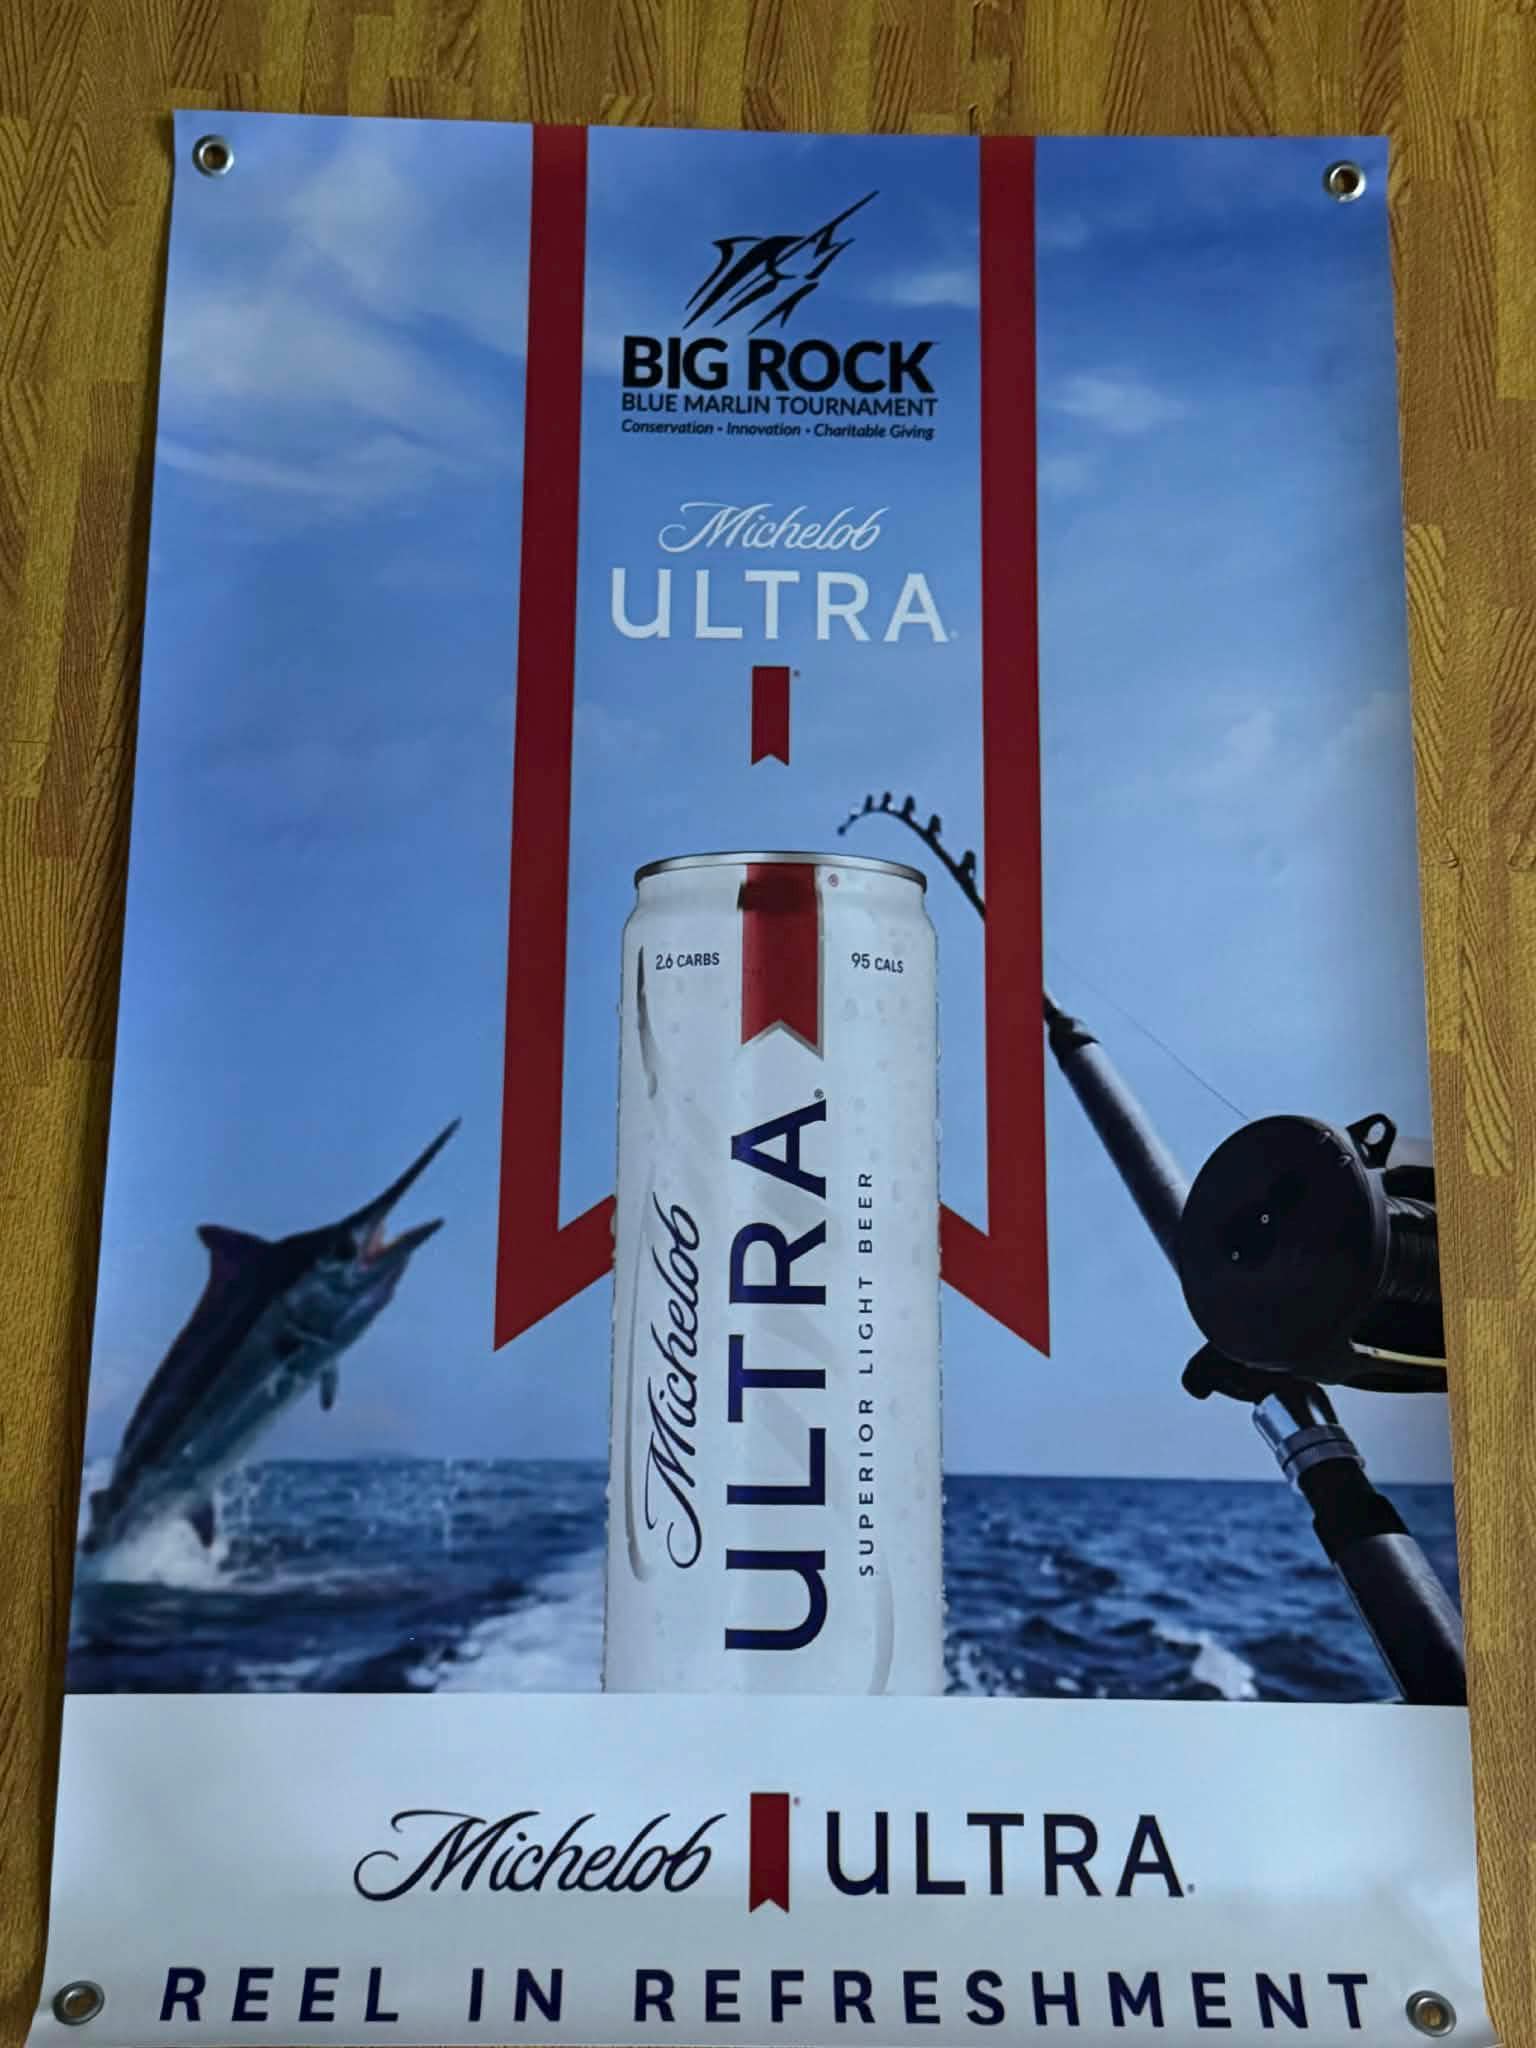 BIG ROCK
BLUE MARLIN TOURNAMENT
Conservation • Innovation • Charitable Giving
Michelob
ULTRA®
®
®
2.6 CARBS
95 CALS
Michelob
ULTRA®
SUPERIOR LIGHT BEER
Michelob ® ULTRA®
REEL IN REFRESHMENT